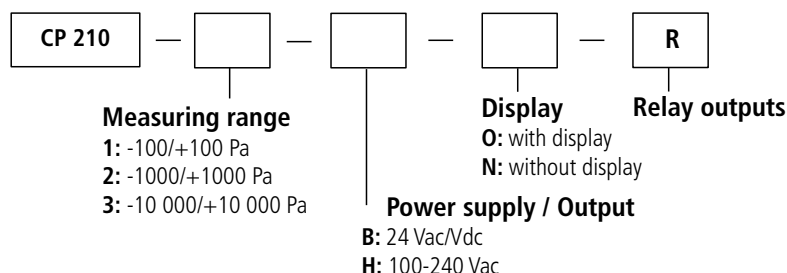 CP 210 — — — — R
Measuring range
1: -100/+100 Pa
2: -1000/+1000 Pa
3: -10 000/+10 000 Pa
Power supply / Output
B: 24 Vac/Vdc
H: 100-240 Vac
Display
O: with display
N: without display
Relay outputs